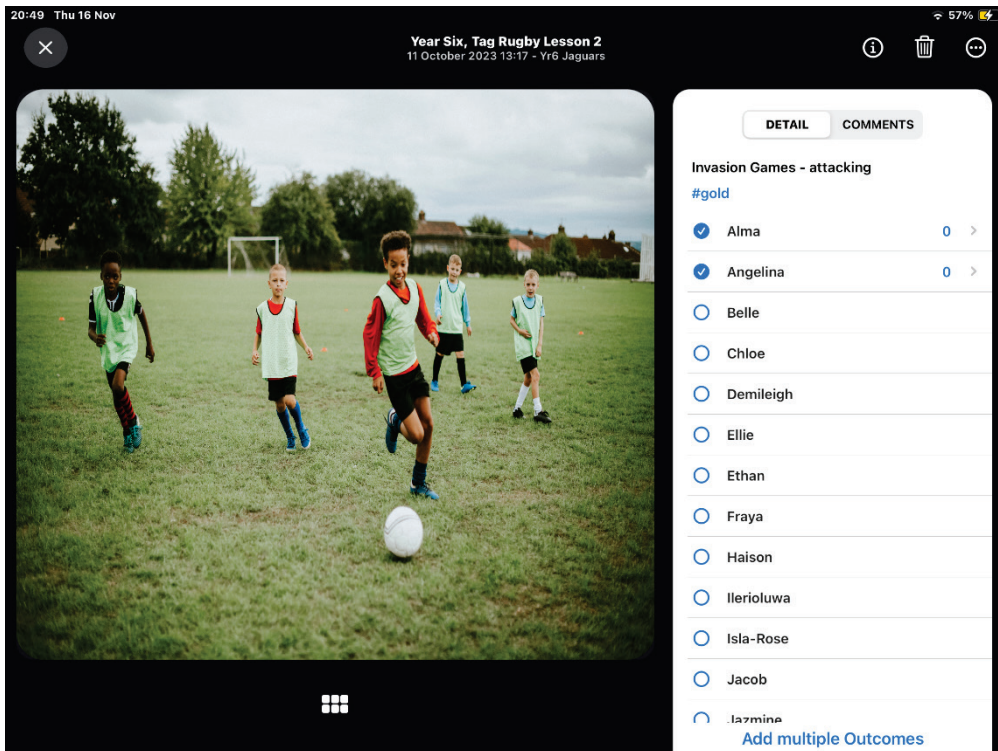 20:49 Thu 16 Nov
57%
Year Six, Tag Rugby Lesson 2
11 October 2023 13:17 - Yr6 Jaguars
DETAIL COMMENTS
Invasion Games - attacking
#gold
Alma 0
Angelina 0
Belle
Chloe
Demileigh
Ellie
Ethan
Fraya
Haison
Ilerioluwa
Isla-Rose
Jacob
Jazmine
Add multiple Outcomes